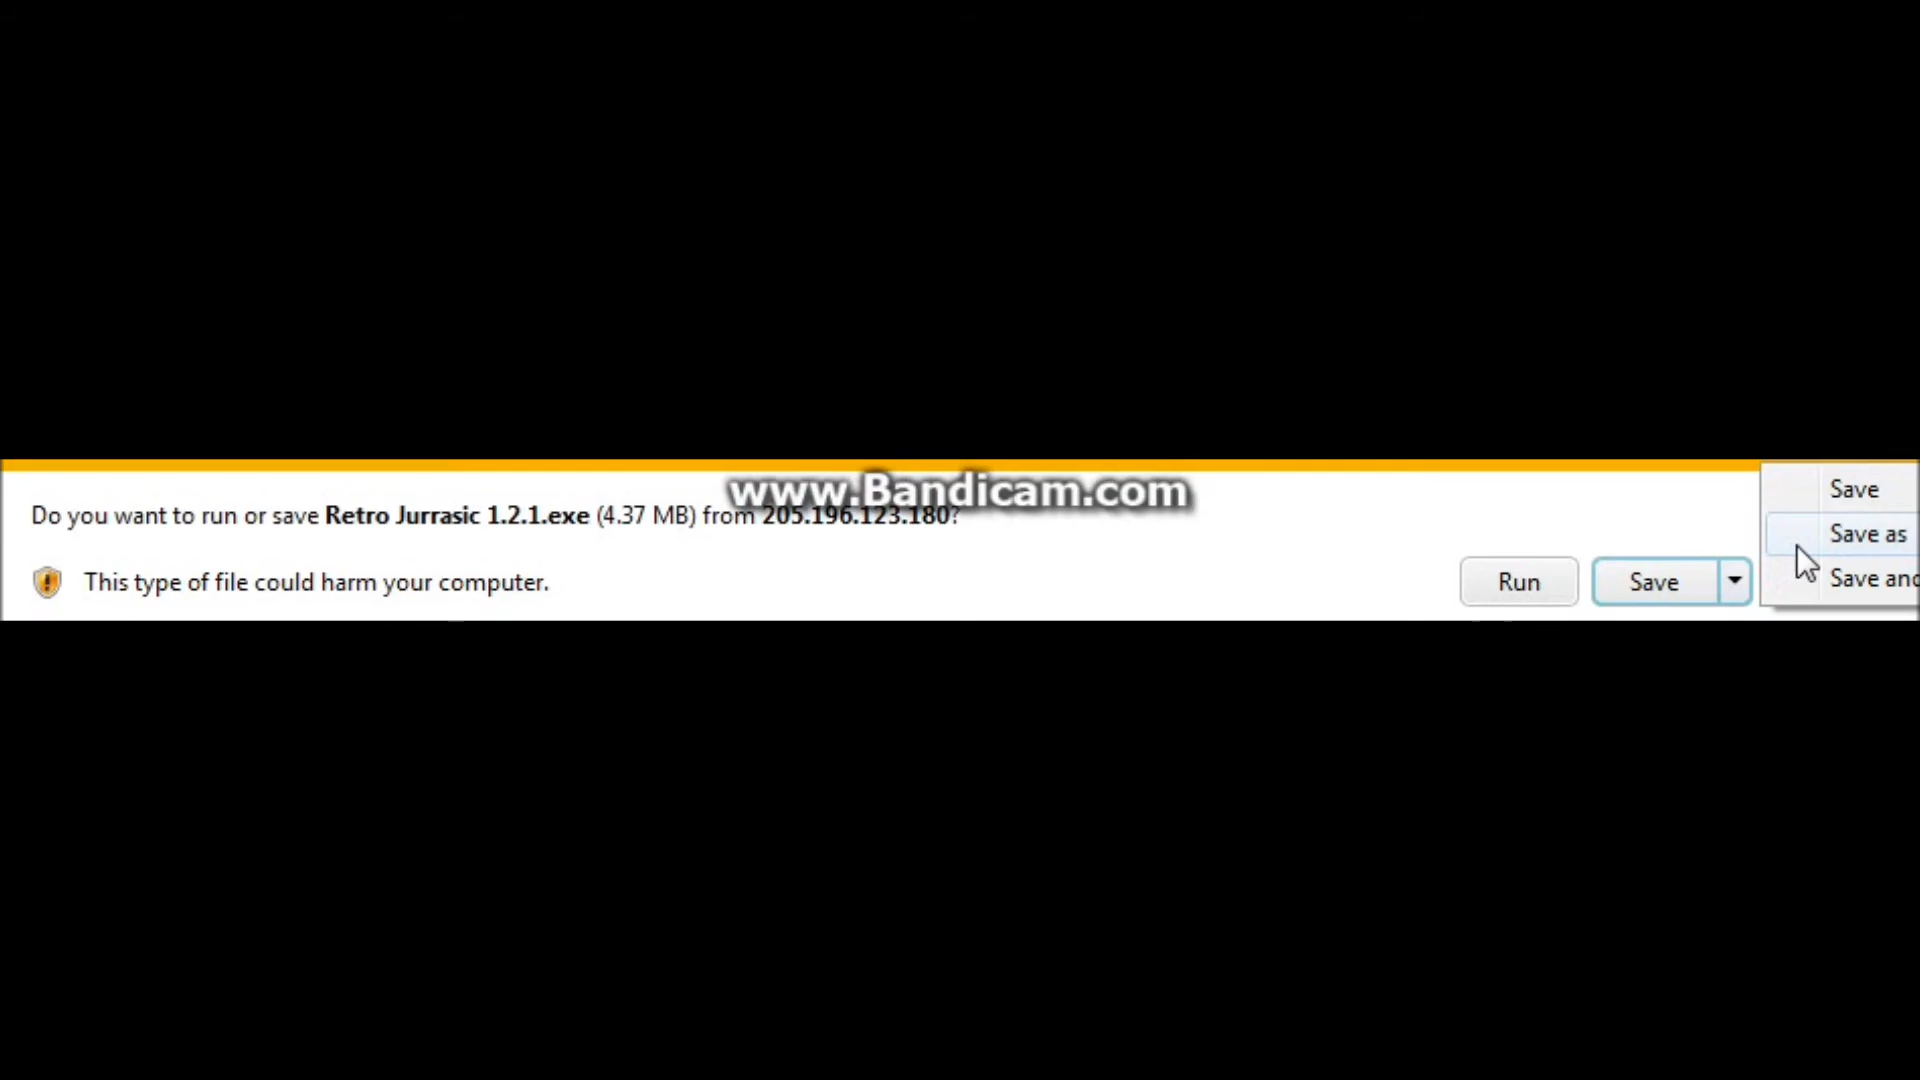 www.Bandicam.com
Do you want to run or save Retro Jurrasic 1.2.1.exe (4.37 MB) from 205.196.123.180?
This type of file could harm your computer.
Run
Save
Save
Save as
Save and